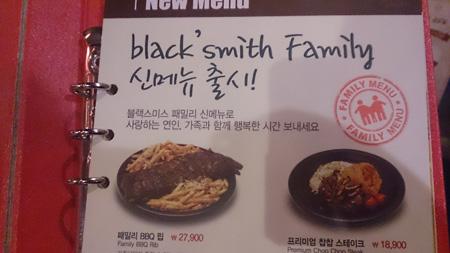 New Menu
black'smith Family
신메뉴 출시!
FAMILY MENU
FAMILY MENU
블랙스미스 패밀리 신메뉴로
사랑하는 연인, 가족과 함께 행복한 시간 보내세요
패밀리 BBQ 립 ₩ 27,900
Family BBQ Rib
프리미엄 찹찹 스테이크 ₩ 18,900
Premium Chop Chop Steak